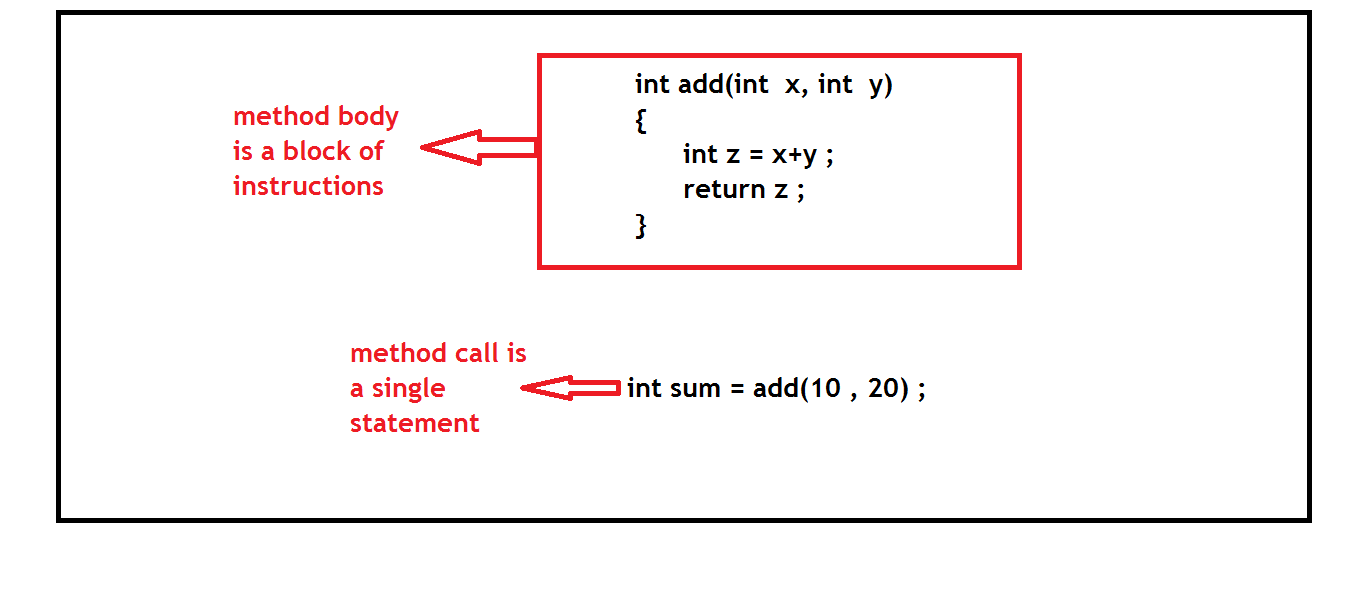 int add(int  x, int  y)
{
int z = x+y ;
return z ;
}
method body
is a block of
instructions
method call is
a single
statement
int sum = add(10 , 20) ;